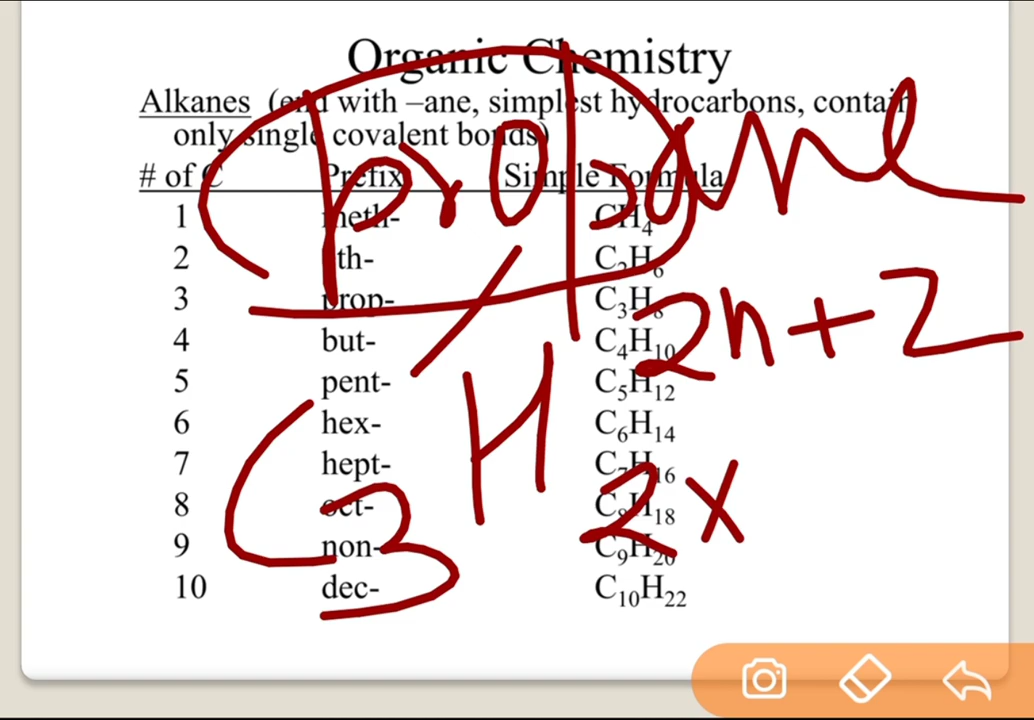 Organic Chemistry
Alkanes (end with –ane, simplest hydrocarbons, contain
only single covalent bonds)
# of C Prefix Simple Formula
1 meth- CH4
2 eth- C2H6
3 prop- C3H8
4 but- C4H10
5 pent- C5H12
6 hex- C6H14
7 hept- C7H16
8 oct- C8H18
9 non- C9H20
10 dec- C10H22
propane
2n+2
C3H2x